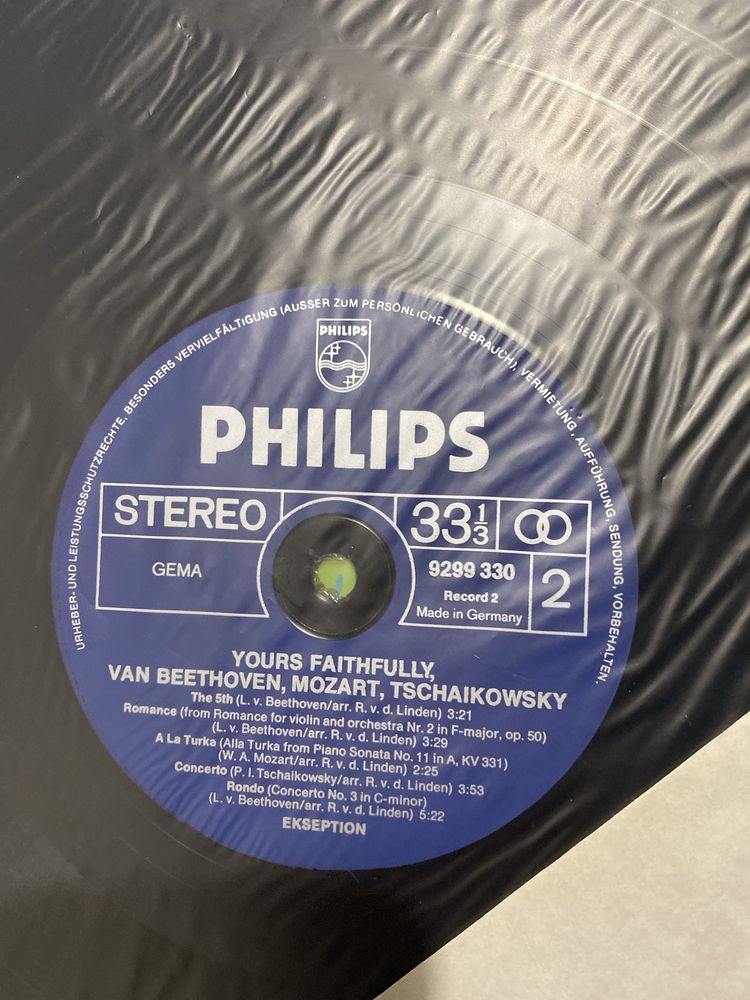 URHEBER- UND LEISTUNGSSCHUTZRECHTE, BESONDERS VERVIELFÄLTIGUNG (AUSSER ZUM PERSÖNLICHEN GEBRAUCH), VERMIETUNG, AUFFÜHRUNG, SENDUNG, VORBEHALTEN.
PHILIPS
PHILIPS
STEREO
33 1/3
GEMA
9299 330
Record 2
Made in Germany
2
YOURS FAITHFULLY,
VAN BEETHOVEN, MOZART, TSCHAIKOWSKY
The 5th (L. v. Beethoven/arr. R. v. d. Linden) 3:21
Romance (from Romance for violin and orchestra Nr. 2 in F-major, op. 50)
(L. v. Beethoven/arr. R. v. d. Linden) 3:29
A La Turka (Alla Turka from Piano Sonata No. 11 in A, KV 331)
(W. A. Mozart/arr. R. v. d. Linden) 2:25
Concerto (P. I. Tschaikowsky/arr. R. v. d. Linden) 3:53
Rondo (Concerto No. 3 in C-minor)
(L. v. Beethoven/arr. R. v. d. Linden) 5:22
EKSEPTION